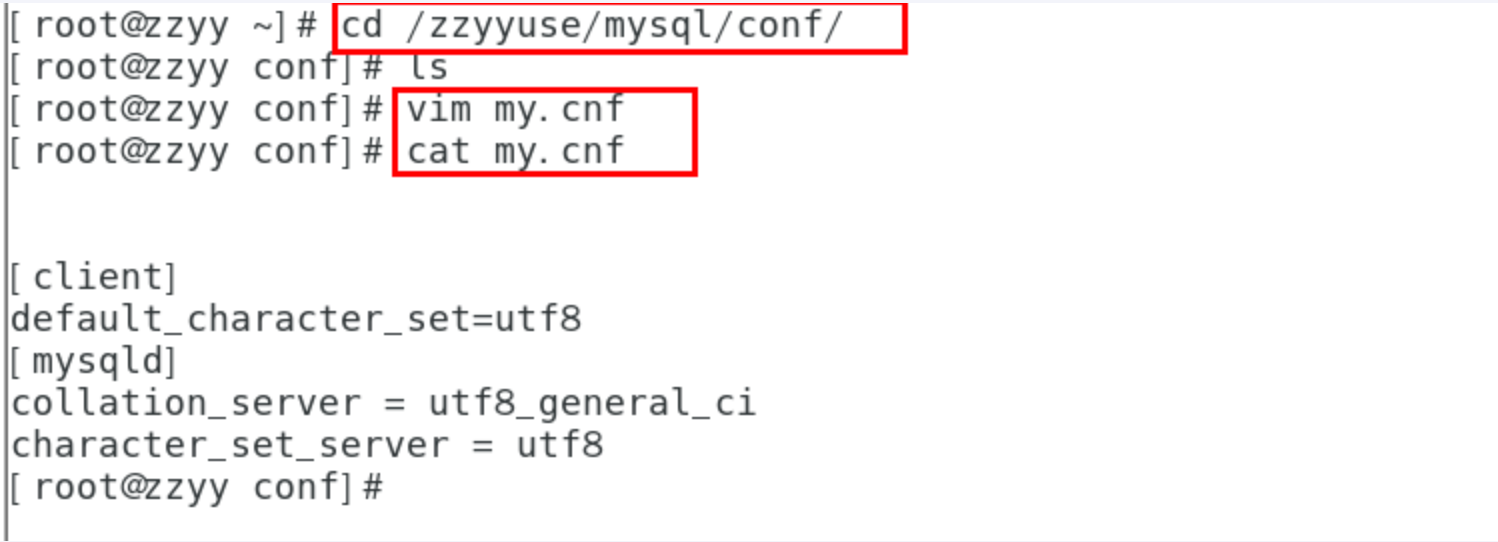 [root@zzyy ~]# cd /zzyyuse/mysql/conf/
[root@zzyy conf]# ls
[root@zzyy conf]# vim my.cnf
[root@zzyy conf]# cat my.cnf
[client]
default_character_set=utf8
[mysqld]
collation_server = utf8_general_ci
character_set_server = utf8
[root@zzyy conf]#